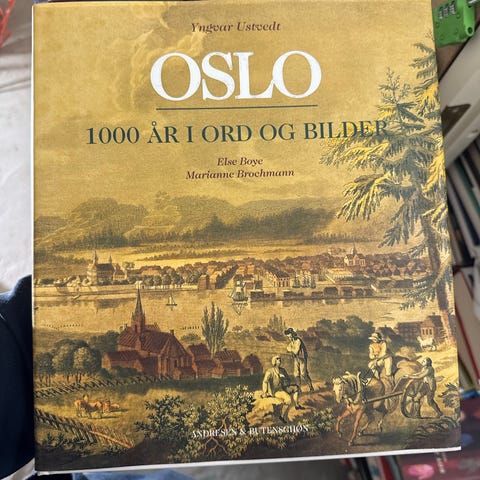 Yngvar Ustvedt
OSLO
1000 ÅR I ORD OG BILDER
Else Boye
Marianne Brochmann
ANDRESEN & BUTENSCHØN